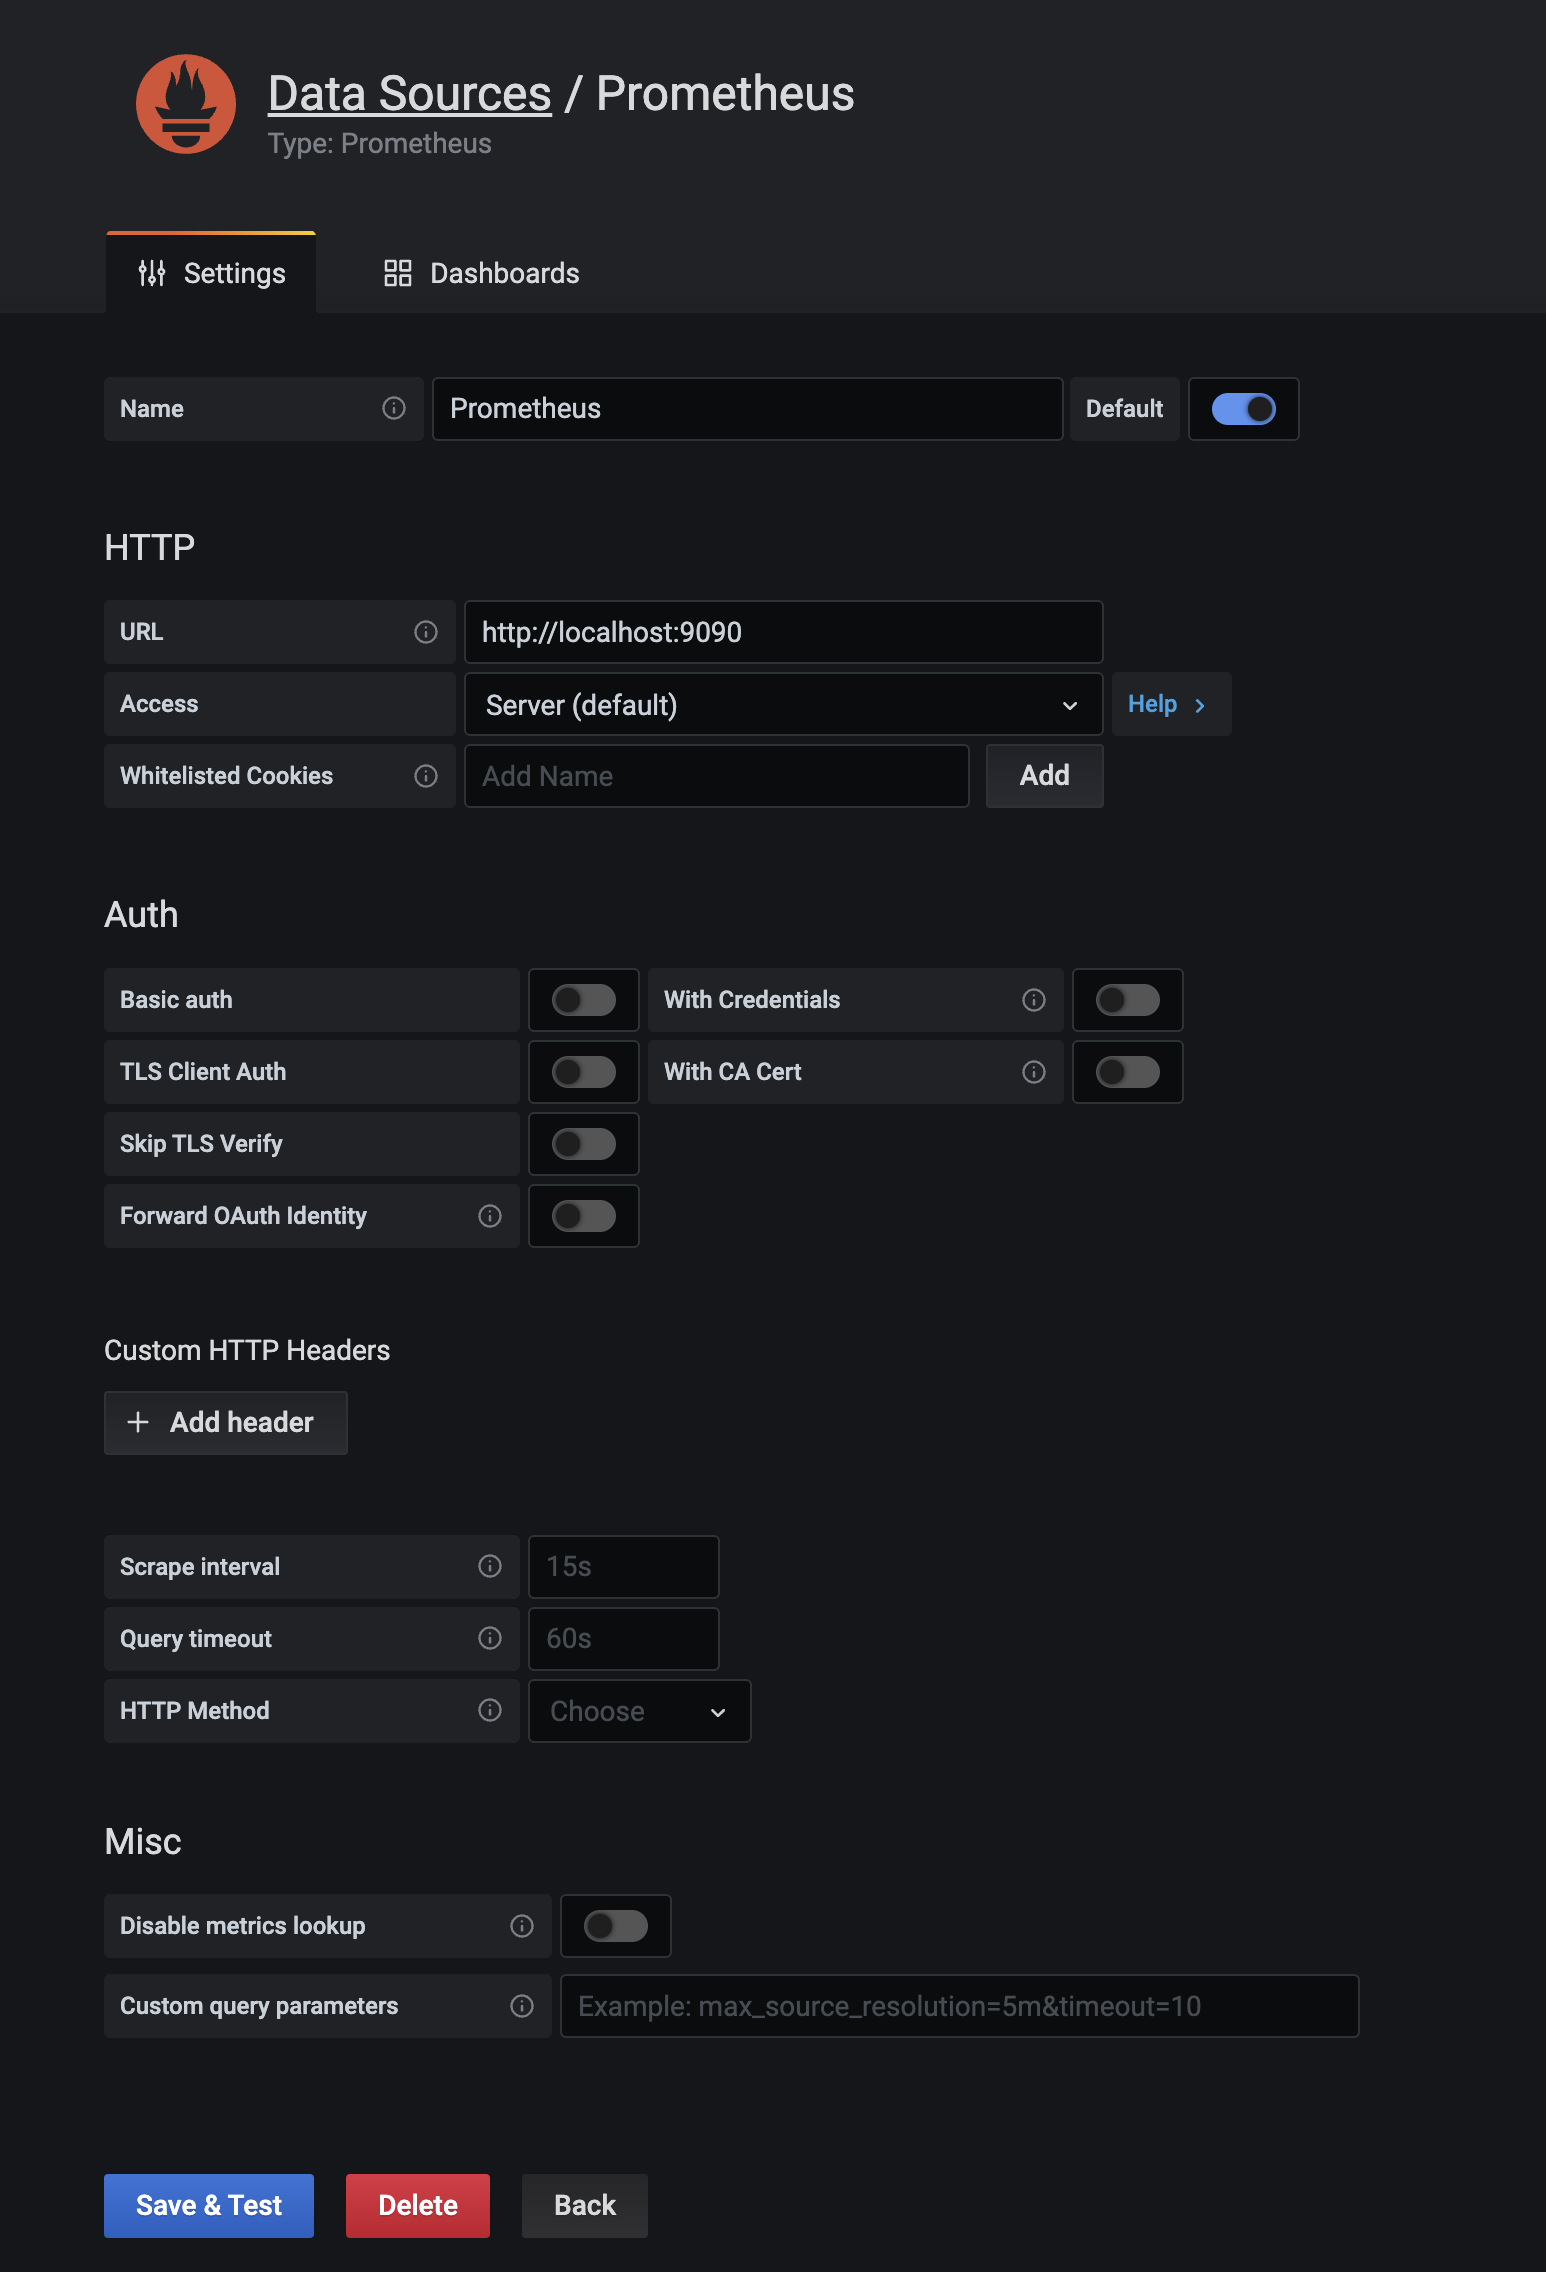 Data Sources / Prometheus
Type: Prometheus
Settings Dashboards
Name Prometheus Default
HTTP
URL http://localhost:9090
Access Server (default) Help
Whitelisted Cookies Add Name Add
Auth
Basic auth With Credentials
TLS Client Auth With CA Cert
Skip TLS Verify
Forward OAuth Identity
Custom HTTP Headers
Add header
Scrape interval 15s
Query timeout 60s
HTTP Method Choose
Misc
Disable metrics lookup
Custom query parameters Example: max_source_resolution=5m&timeout=10
Save & Test Delete Back